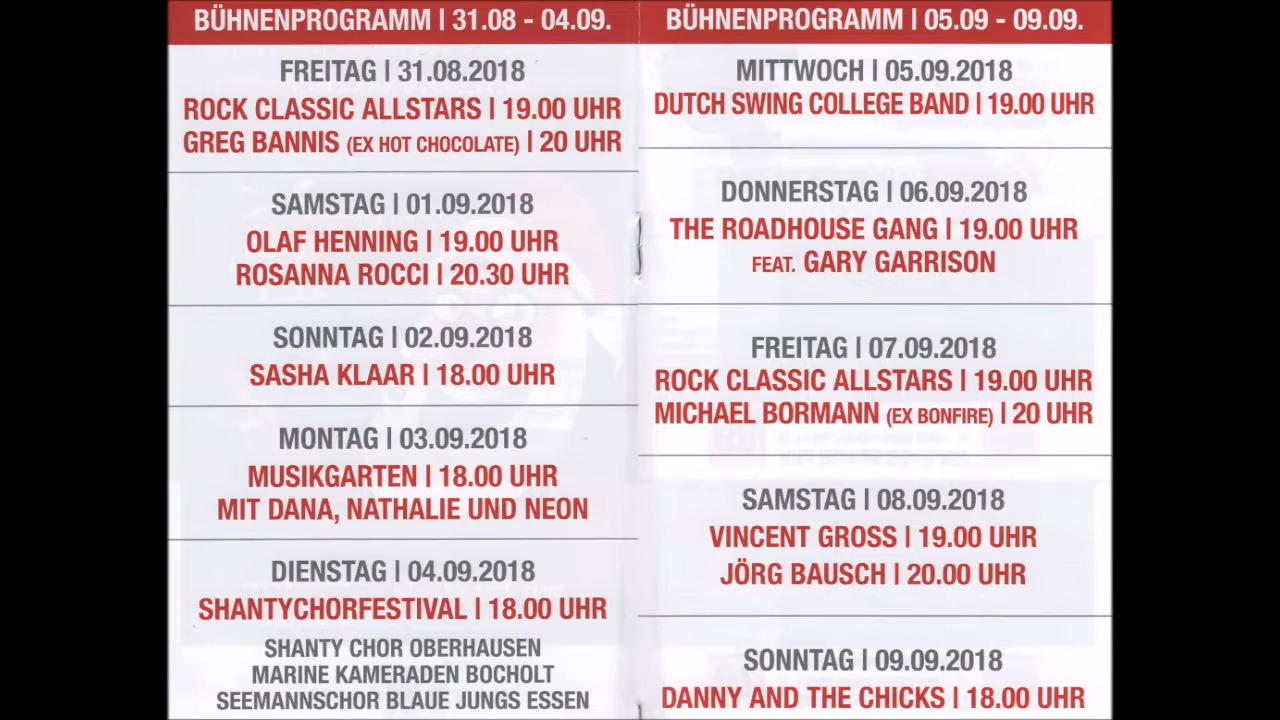 BÜHNENPROGRAMM | 31.08 - 04.09.
FREITAG | 31.08.2018
ROCK CLASSIC ALLSTARS | 19.00 UHR
GREG BANNIS (EX HOT CHOCOLATE) | 20 UHR
SAMSTAG | 01.09.2018
OLAF HENNING | 19.00 UHR
ROSANNA ROCCI | 20.30 UHR
SONNTAG | 02.09.2018
SASHA KLAAR | 18.00 UHR
MONTAG | 03.09.2018
MUSIKGARTEN | 18.00 UHR
MIT DANA, NATHALIE UND NEON
DIENSTAG | 04.09.2018
SHANTYCHORFESTIVAL | 18.00 UHR
SHANTY CHOR OBERHAUSEN
MARINE KAMERADEN BOCHOLT
SEEMANNSCHOR BLAUE JUNGS ESSEN
BÜHNENPROGRAMM | 05.09 - 09.09.
MITTWOCH | 05.09.2018
DUTCH SWING COLLEGE BAND | 19.00 UHR
DONNERSTAG | 06.09.2018
THE ROADHOUSE GANG | 19.00 UHR
FEAT. GARY GARRISON
FREITAG | 07.09.2018
ROCK CLASSIC ALLSTARS | 19.00 UHR
MICHAEL BORMANN (EX BONFIRE) | 20 UHR
SAMSTAG | 08.09.2018
VINCENT GROSS | 19.00 UHR
JÖRG BAUSCH | 20.00 UHR
SONNTAG | 09.09.2018
DANNY AND THE CHICKS | 18.00 UHR